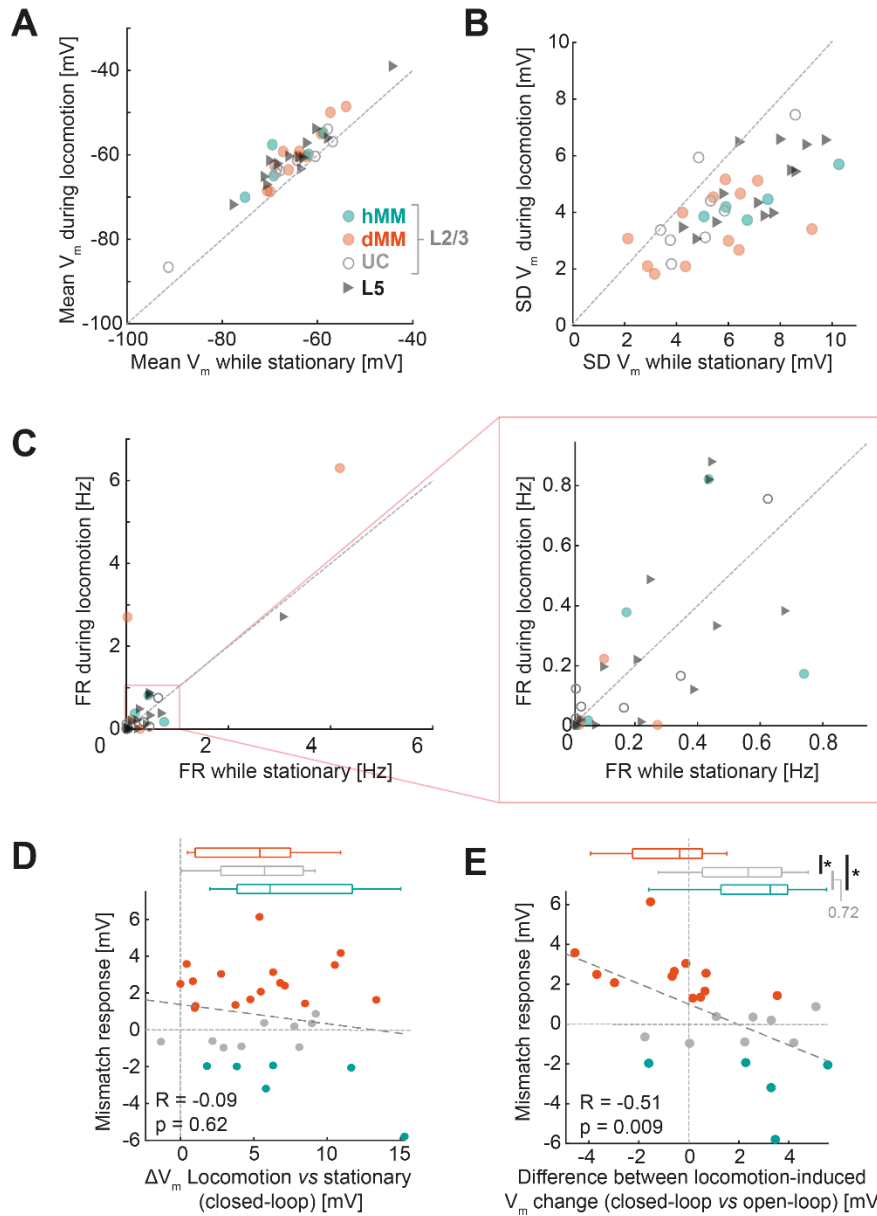 A
Mean Vm during locomotion [mV]
-40
-60
-80
-100
-100
-80
-60
-40
Mean Vm while stationary [mV]
hMM
dMM
UC
L2/3
L5
B
SD Vm during locomotion [mV]
10
8
6
4
2
0
0
2
4
6
8
10
SD Vm while stationary [mV]
C
FR during locomotion [Hz]
6
4
2
0
0
2
4
6
FR while stationary [Hz]
FR during locomotion [Hz]
0.8
0.6
0.4
0.2
0
0
0.2
0.4
0.6
0.8
FR while stationary [Hz]
D
Mismatch response [mV]
6
4
2
0
-2
-4
-6
R = -0.09
p = 0.62
0
5
10
15
ΔVm Locomotion vs stationary
(closed-loop) [mV]
E
*
*
0.72
Mismatch response [mV]
6
4
2
0
-2
-4
-6
R = -0.51
p = 0.009
-4
-2
0
2
4
Difference between locomotion-induced
Vm change (closed-loop vs open-loop) [mV